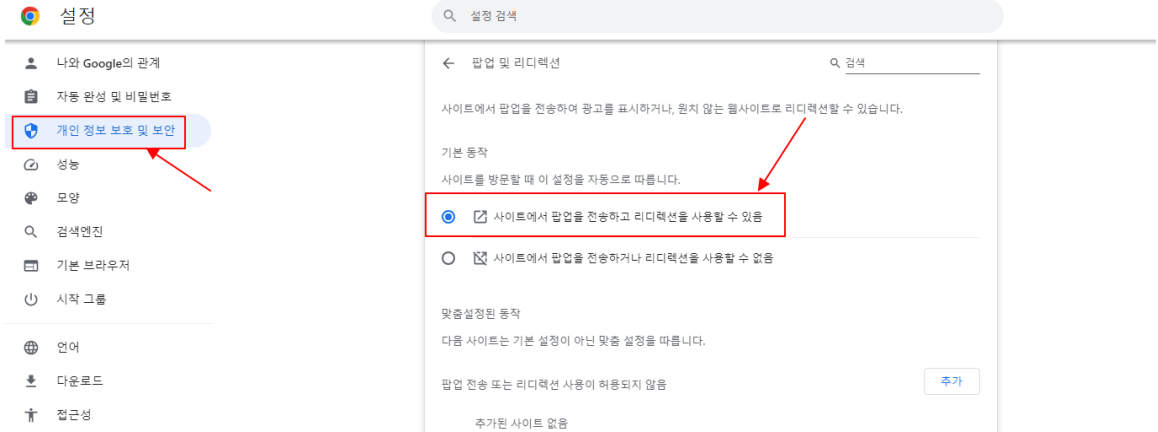 설정
설정 검색
나와 Google의 관계
자동 완성 및 비밀번호
개인 정보 보호 및 보안
성능
모양
검색엔진
기본 브라우저
시작 그룹
언어
다운로드
접근성
팝업 및 리디렉션
검색
사이트에서 팝업을 전송하여 광고를 표시하거나, 원치 않는 웹사이트로 리디렉션할 수 있습니다.
기본 동작
사이트를 방문할 때 이 설정을 자동으로 따릅니다.
사이트에서 팝업을 전송하고 리디렉션을 사용할 수 있음
사이트에서 팝업을 전송하거나 리디렉션을 사용할 수 없음
맞춤설정된 동작
다음 사이트는 기본 설정이 아닌 맞춤 설정을 따릅니다.
팝업 전송 또는 리디렉션 사용이 허용되지 않음
추가
추가된 사이트 없음